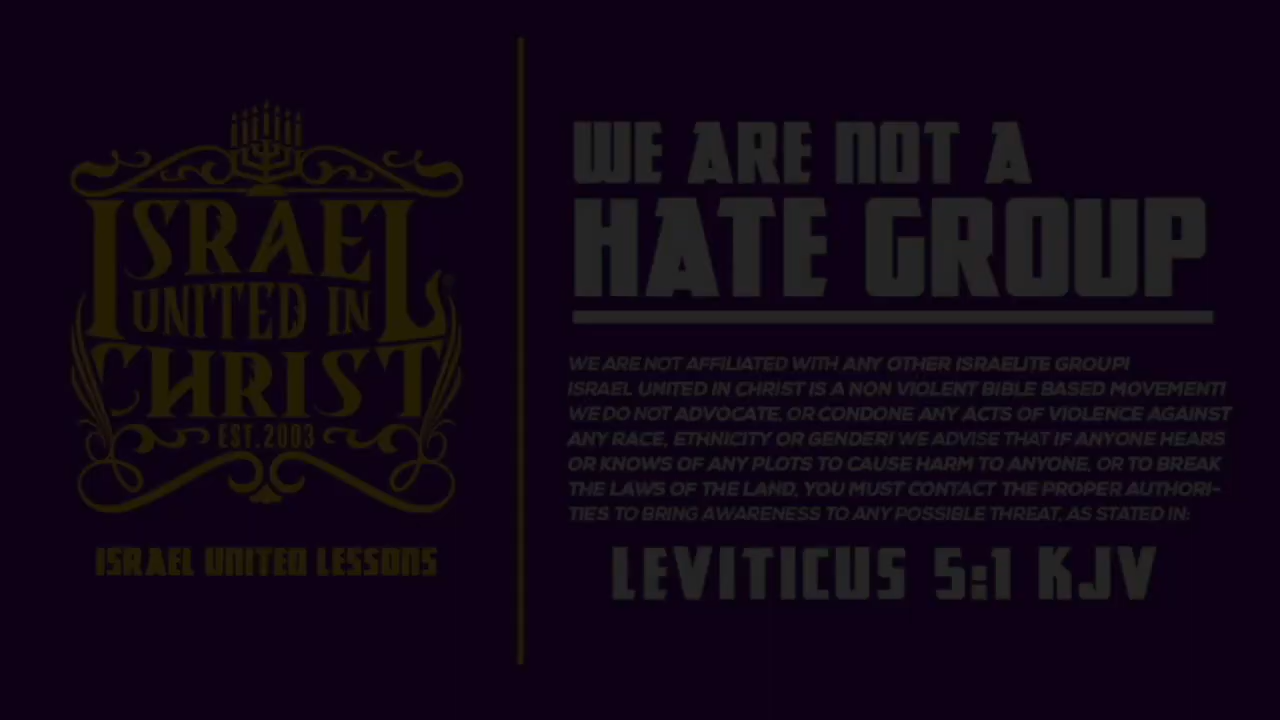 ISRAEL
UNITED IN
CHRIST
EST. 2003
ISRAEL UNITED LESSONS
WE ARE NOT A
HATE GROUP
WE ARE NOT AFFILIATED WITH ANY OTHER ISRAELITE GROUP!
ISRAEL UNITED IN CHRIST IS A NON VIOLENT BIBLE BASED MOVEMENT!
WE DO NOT ADVOCATE, OR CONDONE ANY ACTS OF VIOLENCE AGAINST
ANY RACE, ETHNICITY OR GENDER! WE ADVISE THAT IF ANYONE HEARS
OR KNOWS OF ANY PLOTS TO CAUSE HARM TO ANYONE, OR TO BREAK
THE LAWS OF THE LAND, YOU MUST CONTACT THE PROPER AUTHORI-
TIES TO BRING AWARENESS TO ANY POSSIBLE THREAT, AS STATED IN:
LEVITICUS 5:1 KJV